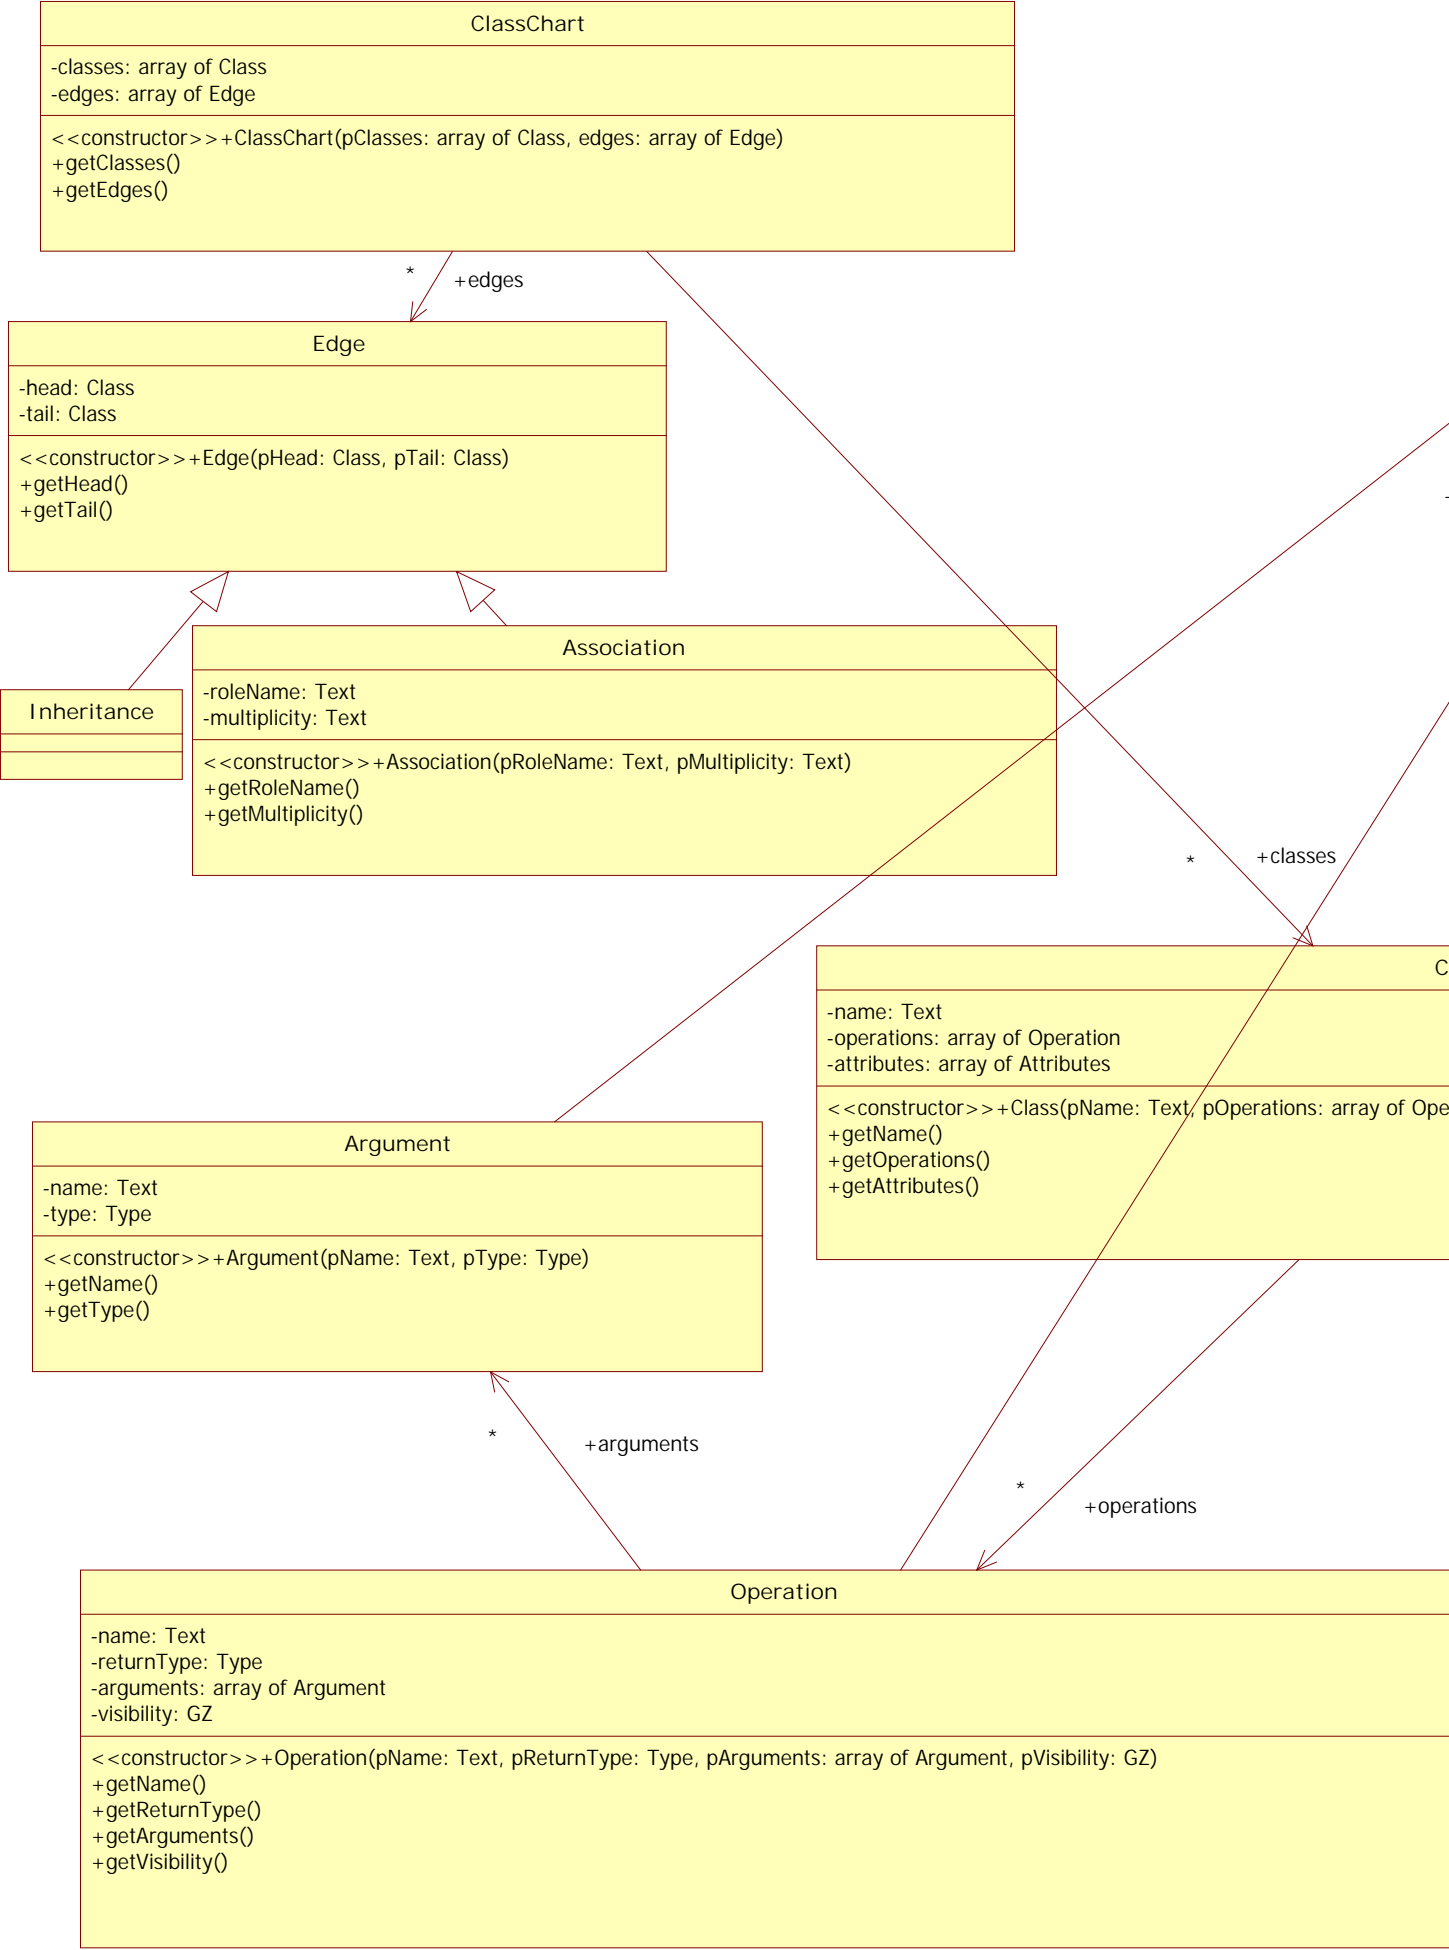 ClassChart
-classes: array of Class
-edges: array of Edge
<<constructor>>+ClassChart(pClasses: array of Class, edges: array of Edge)
+getClasses()
+getEdges()
*
+edges
Edge
-head: Class
-tail: Class
<<constructor>>+Edge(pHead: Class, pTail: Class)
+getHead()
+getTail()
Association
-roleName: Text
-multiplicity: Text
<<constructor>>+Association(pRoleName: Text, pMultiplicity: Text)
+getRoleName()
+getMultiplicity()
Inheritance
*
+classes
-name: Text
-operations: array of Operation
-attributes: array of Attributes
<<constructor>>+Class(pName: Text, pOperations: array of Ope
+getName()
+getOperations()
+getAttributes()
Argument
-name: Text
-type: Type
<<constructor>>+Argument(pName: Text, pType: Type)
+getName()
+getType()
*
+arguments
*
+operations
Operation
-name: Text
-returnType: Type
-arguments: array of Argument
-visibility: GZ
<<constructor>>+Operation(pName: Text, pReturnType: Type, pArguments: array of Argument, pVisibility: GZ)
+getName()
+getReturnType()
+getArguments()
+getVisibility()